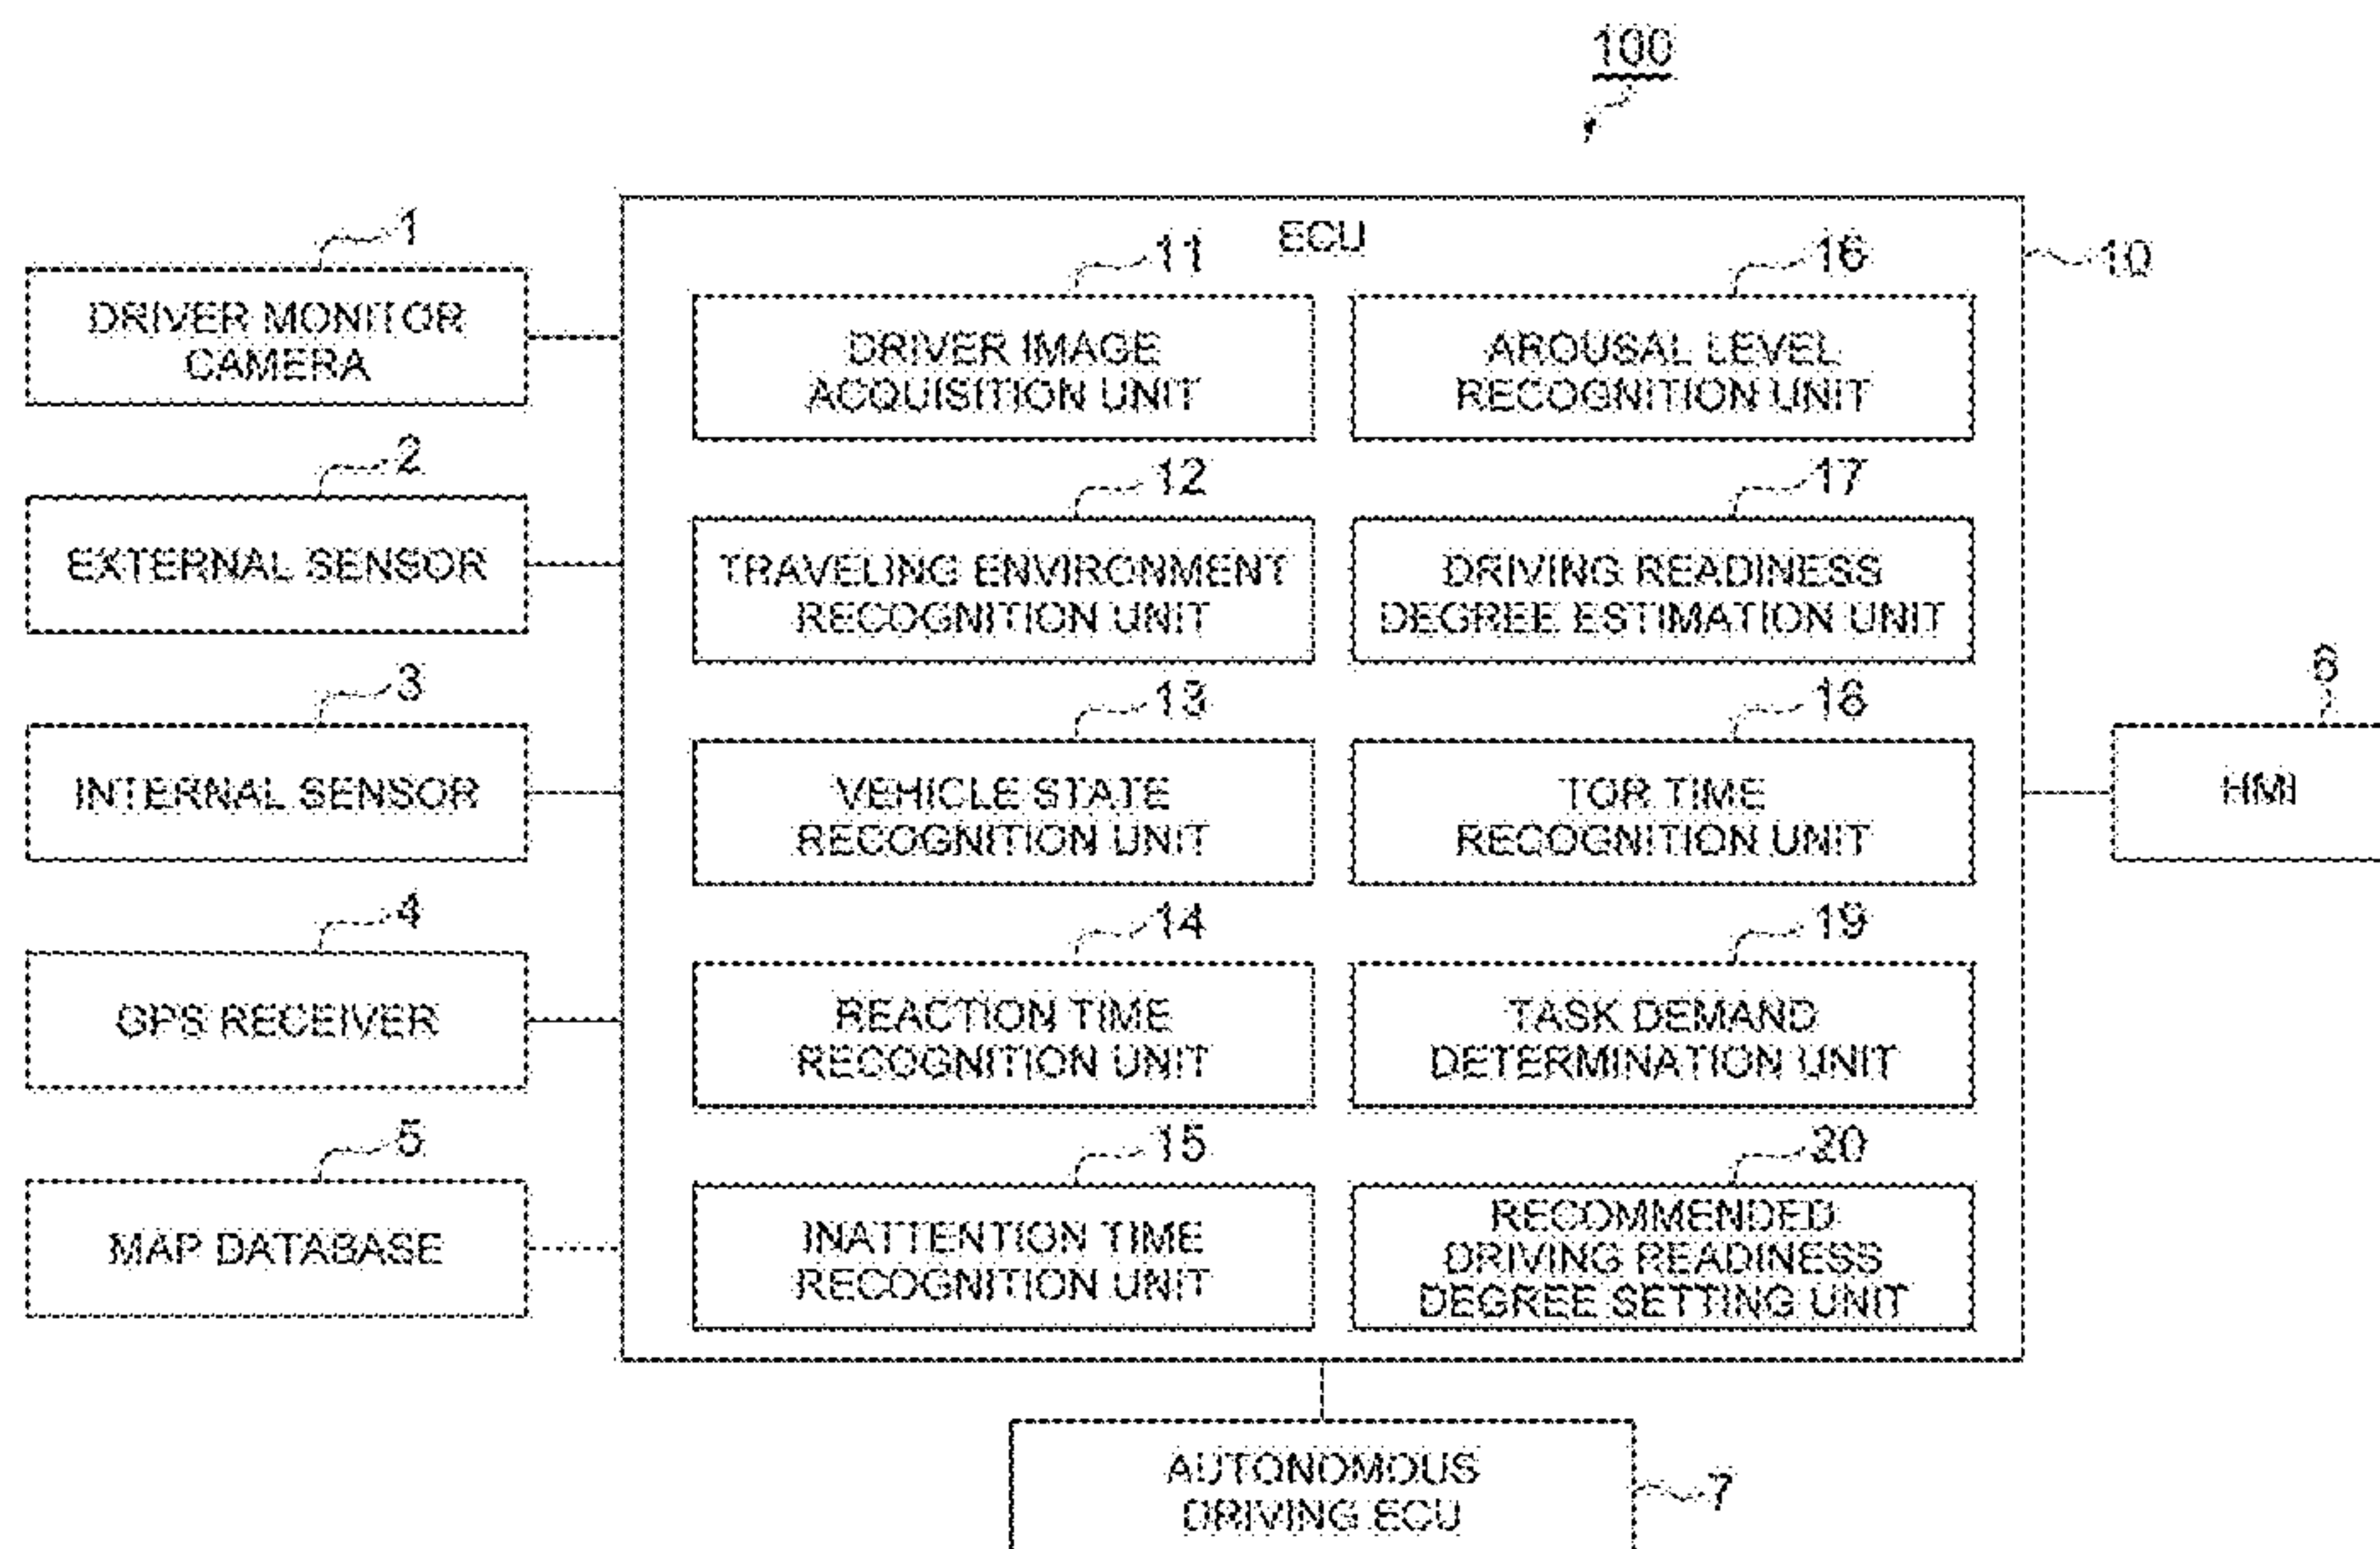 100
ECU
10
1
DRIVER MONITOR
CAMERA
2
EXTERNAL SENSOR
3
INTERNAL SENSOR
4
GPS RECEIVER
5
MAP DATABASE
11
DRIVER IMAGE
ACQUISITION UNIT
12
TRAVELING ENVIRONMENT
RECOGNITION UNIT
13
VEHICLE STATE
RECOGNITION UNIT
14
REACTION TIME
RECOGNITION UNIT
15
INATTENTION TIME
RECOGNITION UNIT
16
AROUSAL LEVEL
RECOGNITION UNIT
17
DRIVING READINESS
DEGREE ESTIMATION UNIT
18
TOR TIME
RECOGNITION UNIT
19
TASK DEMAND
DETERMINATION UNIT
20
RECOMMENDED
DRIVING READINESS
DEGREE SETTING UNIT
6
HMI
AUTONOMOUS
DRIVING ECU
7